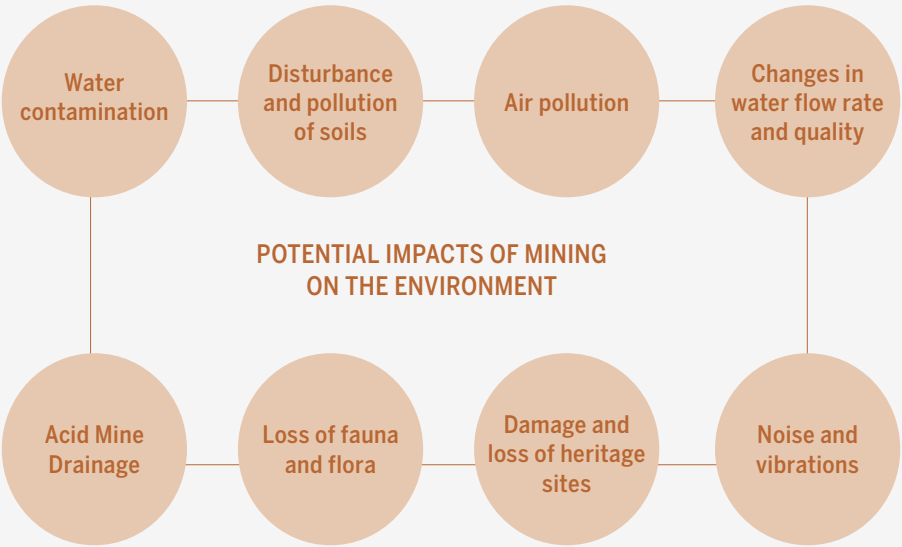 Water
contamination
Disturbance
and pollution
of soils
Air pollution
Changes in
water flow rate
and quality
POTENTIAL IMPACTS OF MINING
ON THE ENVIRONMENT
Acid Mine
Drainage
Loss of fauna
and flora
Damage and
loss of heritage
sites
Noise and
vibrations